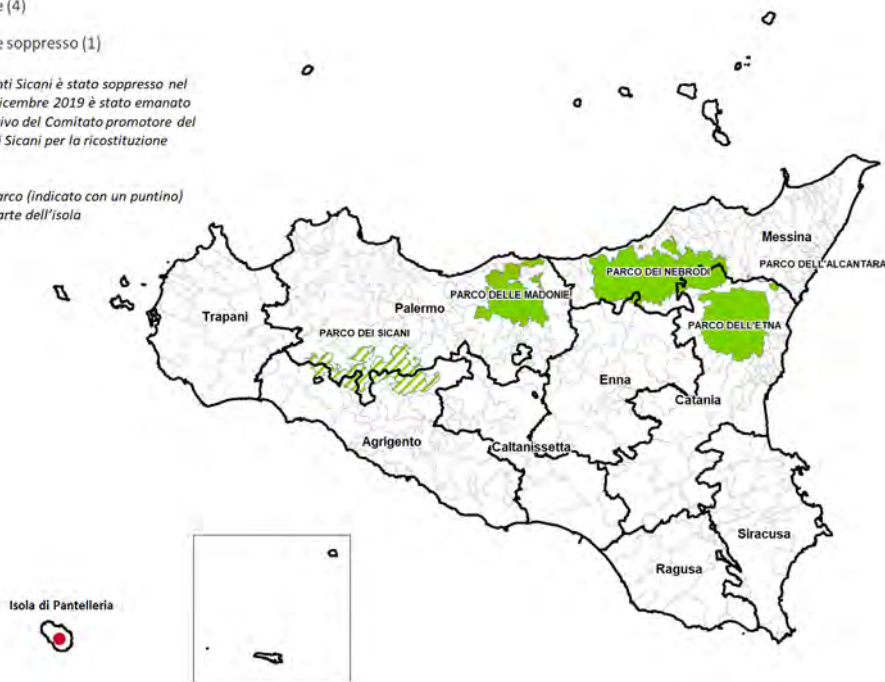 e (4)
e soppresso (1)
nti Sicani è stato soppresso nel
icembre 2019 è stato emanato
ivo del Comitato promotore del
i Sicani per la ricostituzione
arco (indicato con un puntino)
arte dell'isola
Messina
PARCO DELL'ALCANTARA
PARCO DEI NEBRODI
PARCO DELLE MADONIE
Palermo
Trapani
PARCO DELL'ETNA
PARCO DEI SICANI
Enna
Catania
Agrigento
Caltanissetta
Siracusa
Ragusa
Isola di Pantelleria